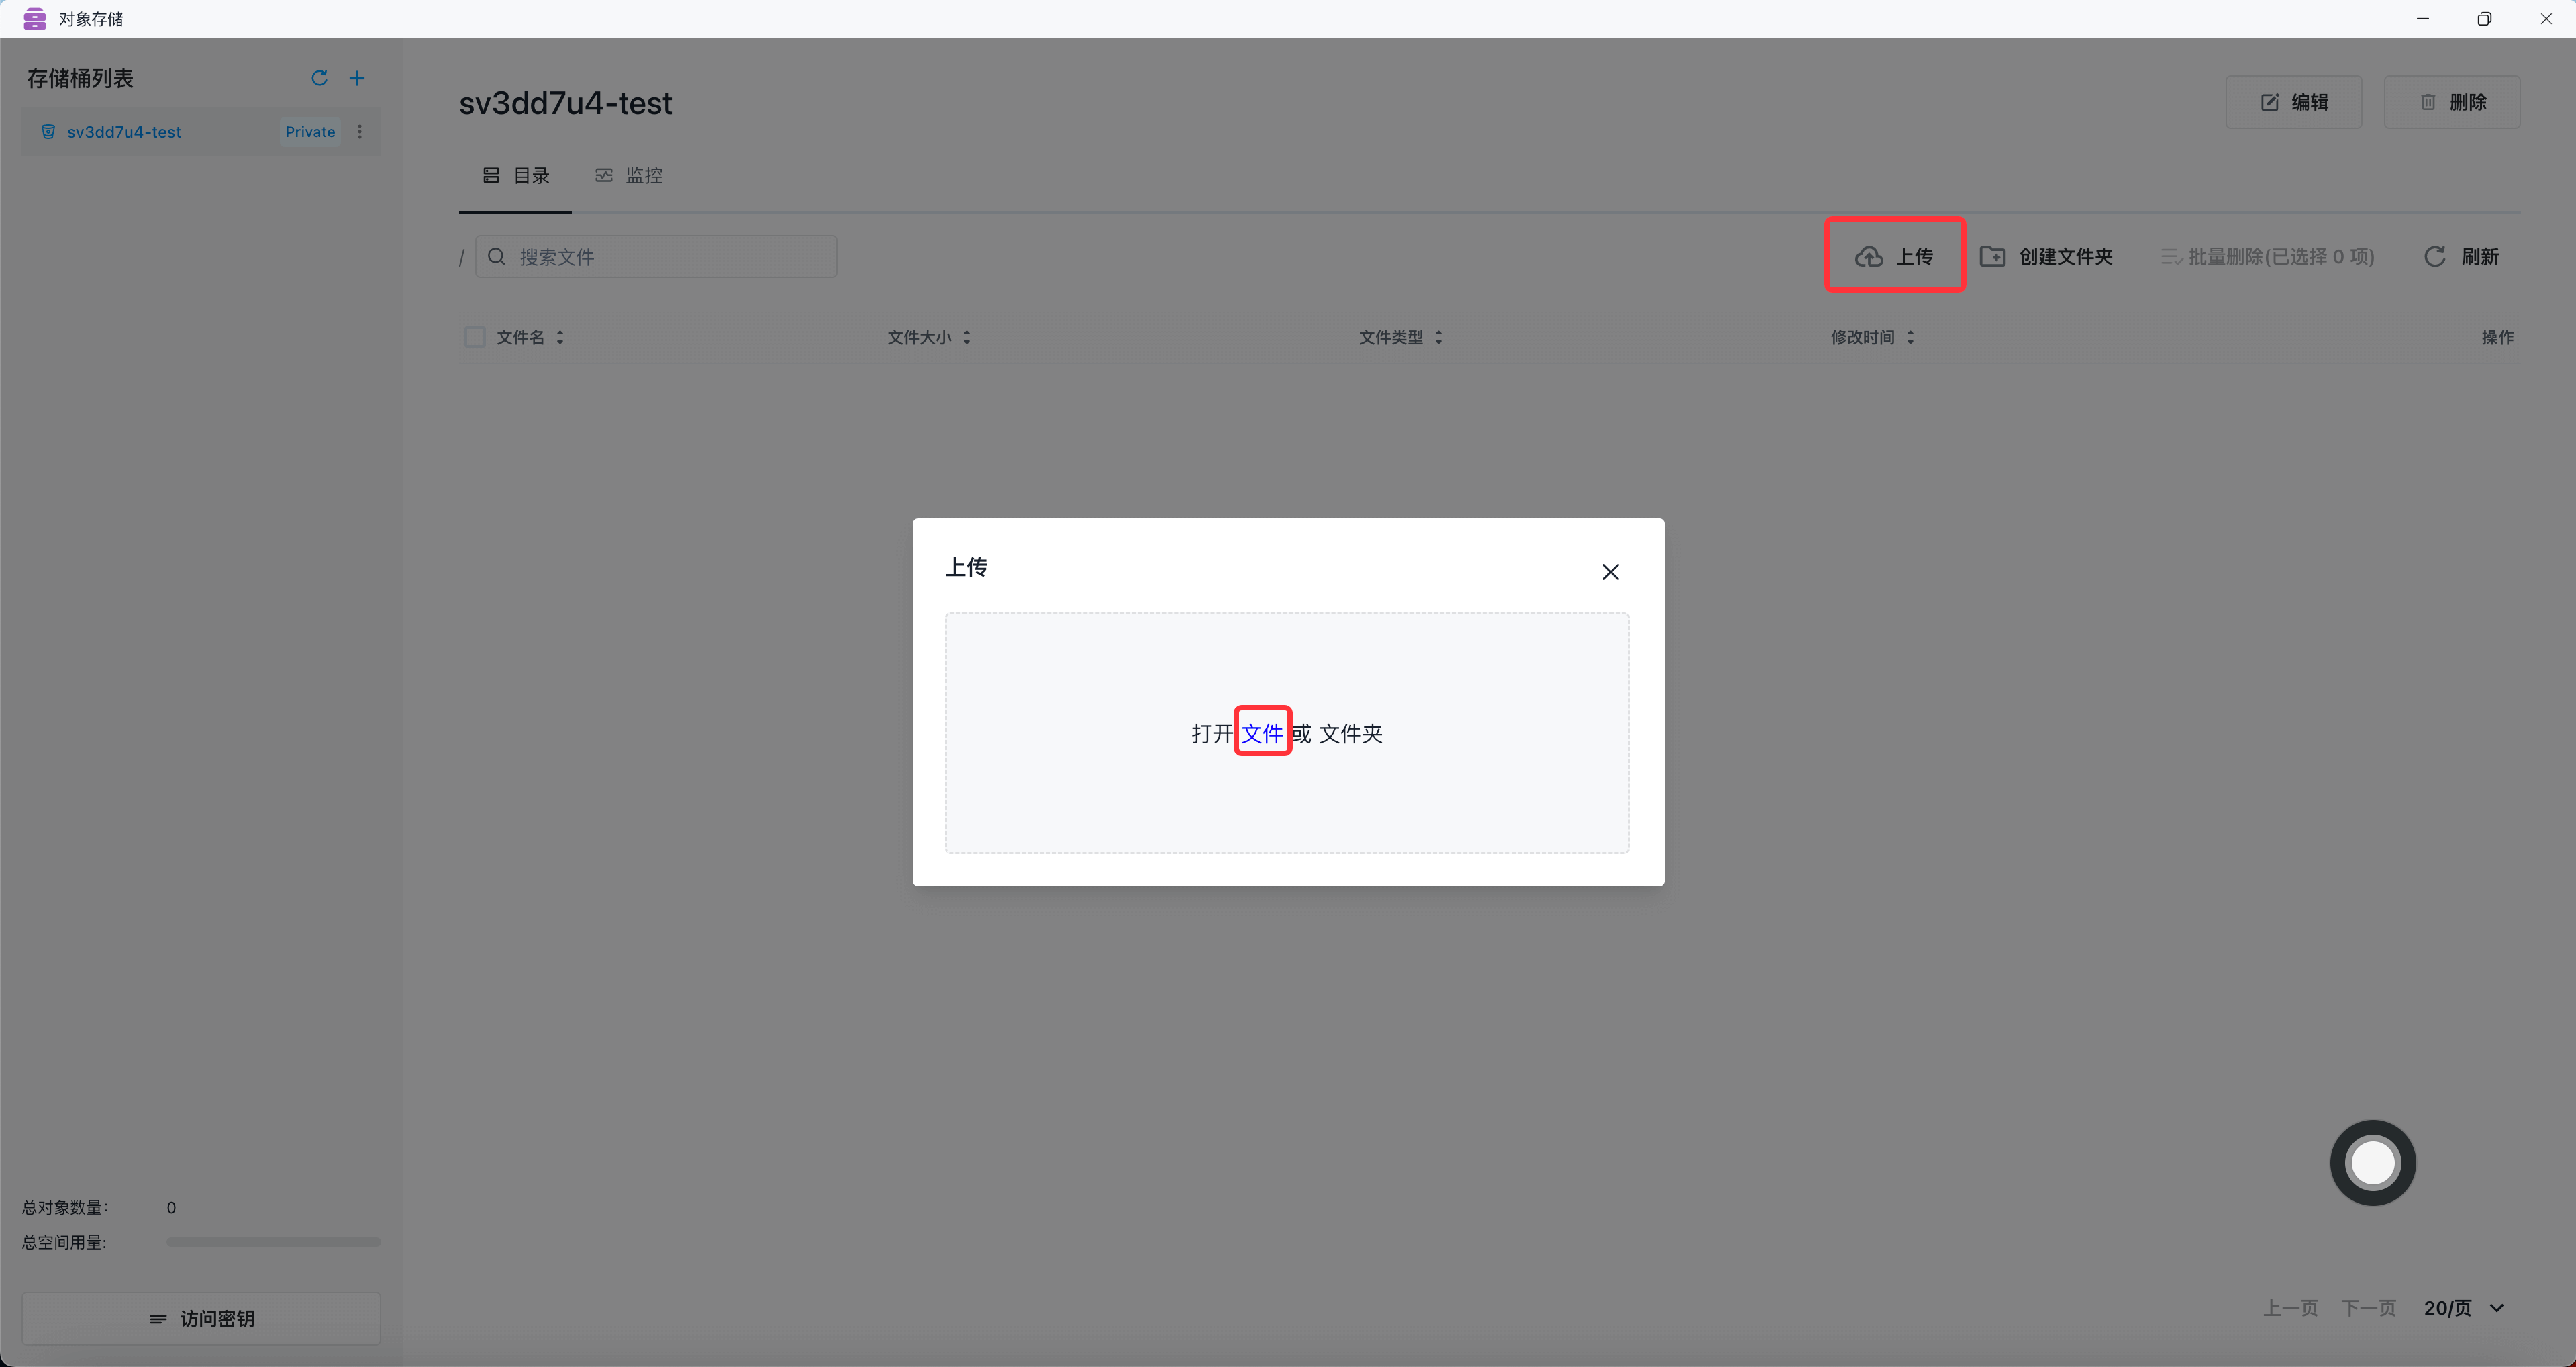 对象存储
存储桶列表
sv3dd7u4-test Private
总对象数量: 0
总空间用量:
访问密钥
sv3dd7u4-test
编辑 删除
目录 监控
/ 搜索文件 上传 创建文件夹 批量删除(已选择 0 项) 刷新
文件名 文件大小 文件类型 修改时间 操作
上传
打开 文件 或 文件夹
上一页 下一页 20/页